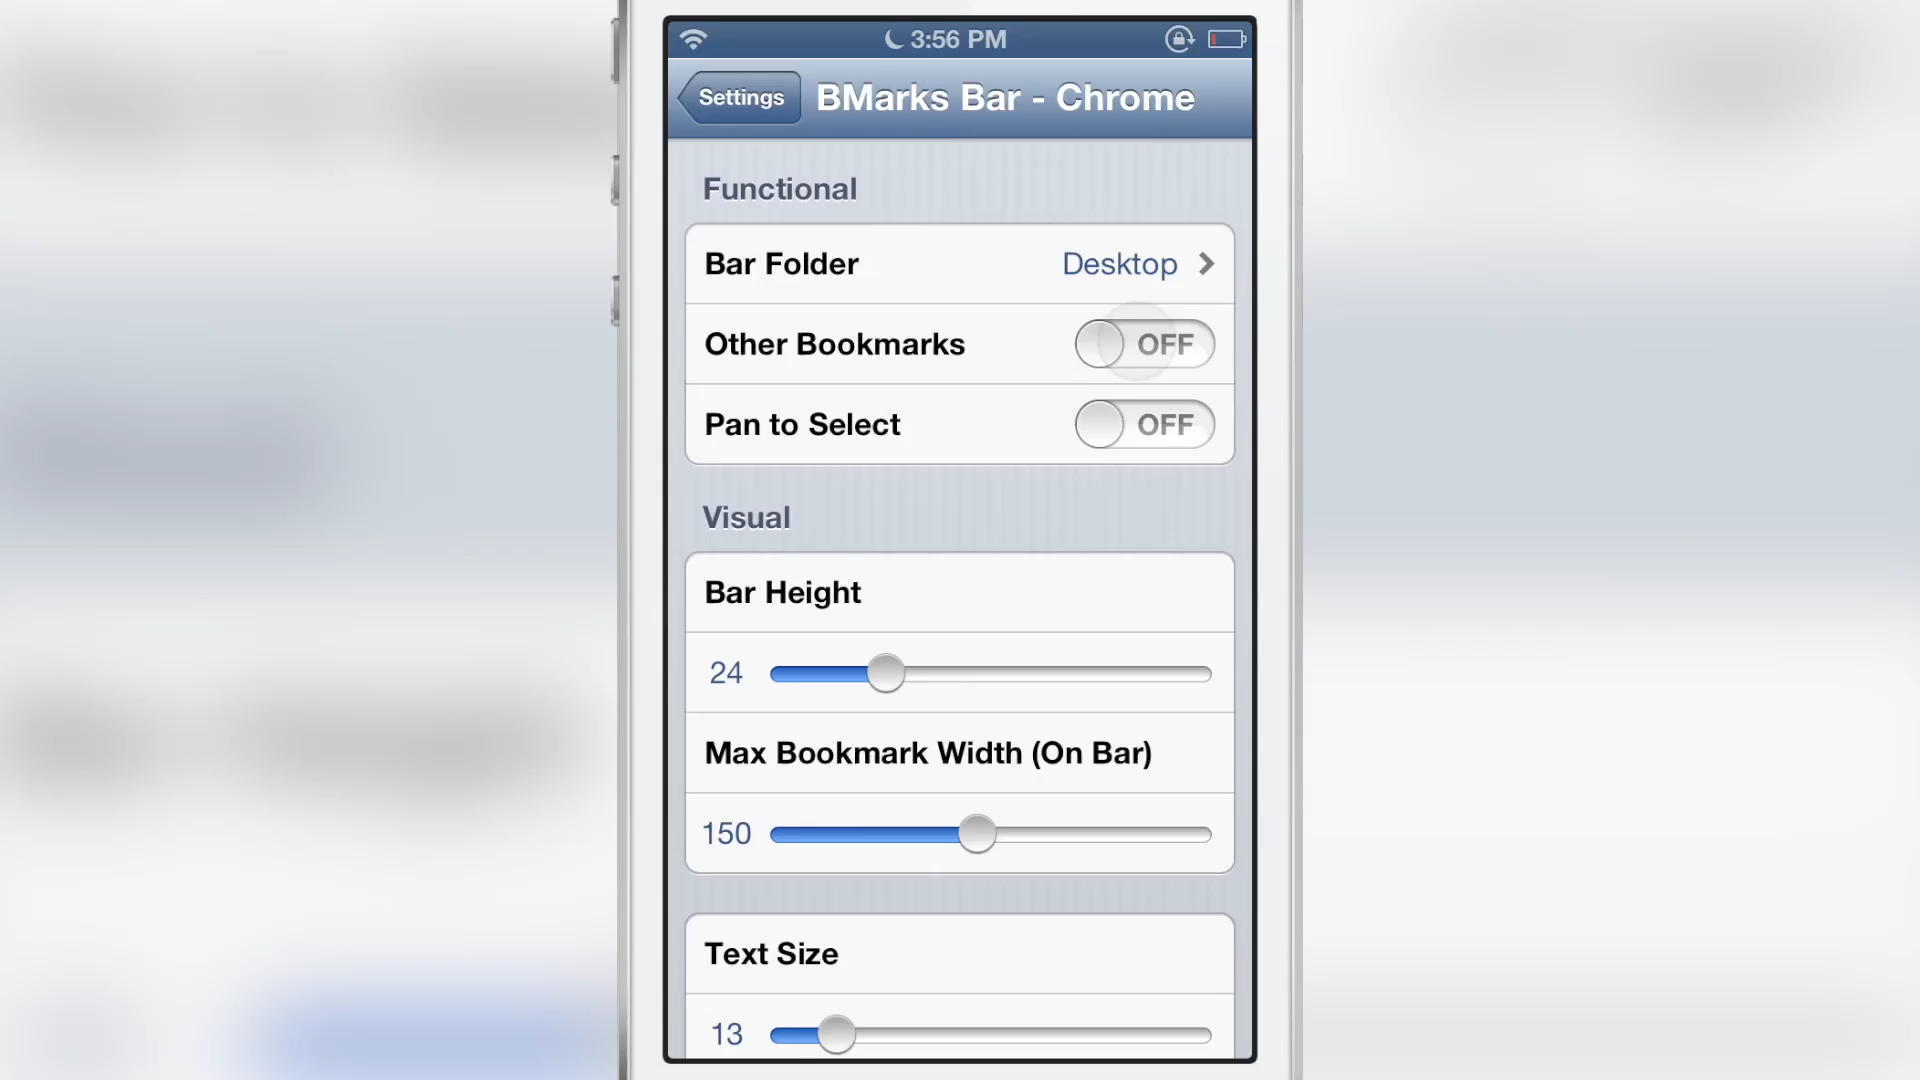 3:56 PM
Settings
BMarks Bar - Chrome
Functional
Bar Folder
Desktop
Other Bookmarks
OFF
Pan to Select
OFF
Visual
Bar Height
24
Max Bookmark Width (On Bar)
150
Text Size
13